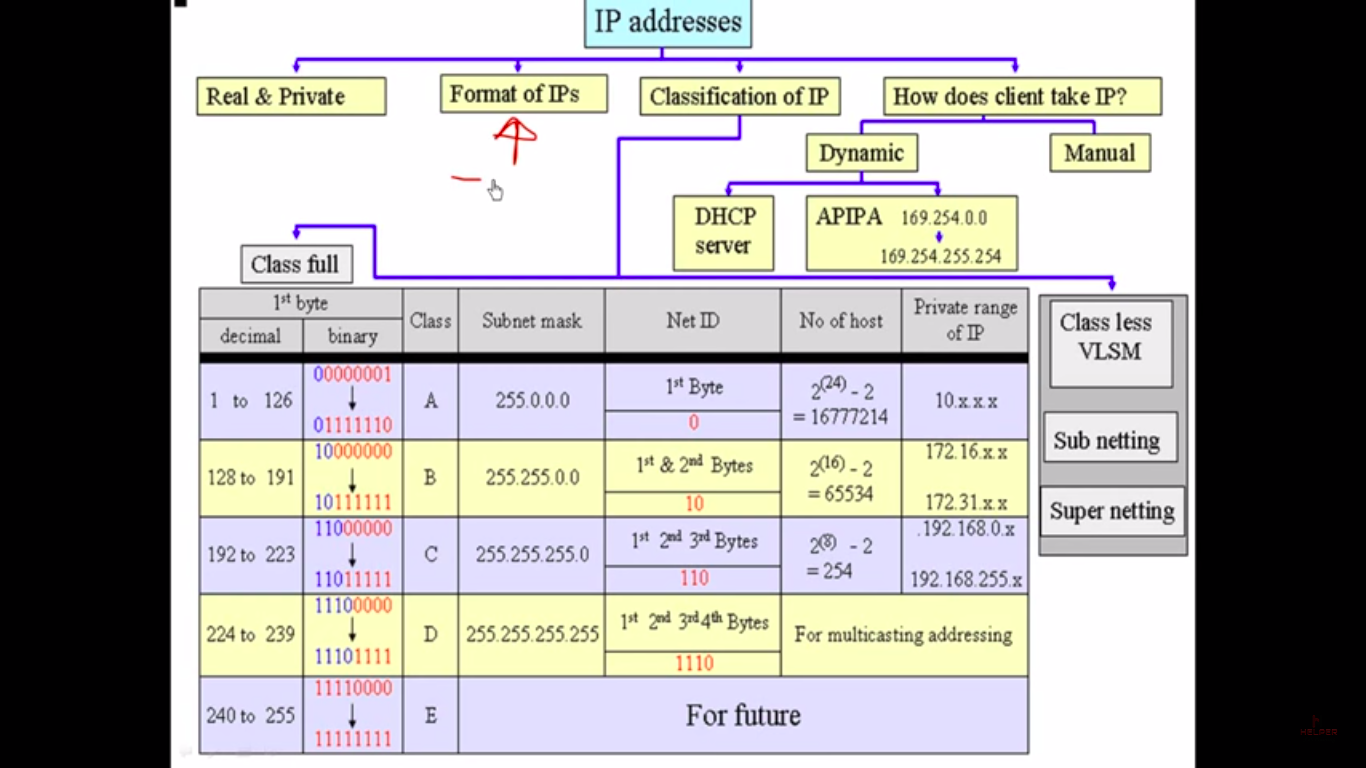 IP addresses
Real & Private
Format of IPs
Classification of IP
How does client take IP?
Dynamic
Manual
DHCP
server
APIPA 169.254.0.0
169.254.255.254
Class full
1st byte
decimal
binary
Class
Subnet mask
Net ID
No of host
Private range
of IP
1 to 126
00000001
01111110
A
255.0.0.0
1st Byte
0
2(24) - 2
= 16777214
10.x.x.x
128 to 191
10000000
10111111
B
255.255.0.0
1st & 2nd Bytes
10
2(16) - 2
= 65534
172.16.x.x
172.31.x.x
192 to 223
11000000
11011111
C
255.255.255.0
1st 2nd 3rd Bytes
110
2(8) - 2
= 254
.192.168.0.x
192.168.255.x
224 to 239
11100000
11101111
D
255.255.255.255
1st 2nd 3rd4th Bytes
1110
For multicasting addressing
240 to 255
11110000
11111111
E
For future
Class less
VLSM
Sub netting
Super netting
HELPER